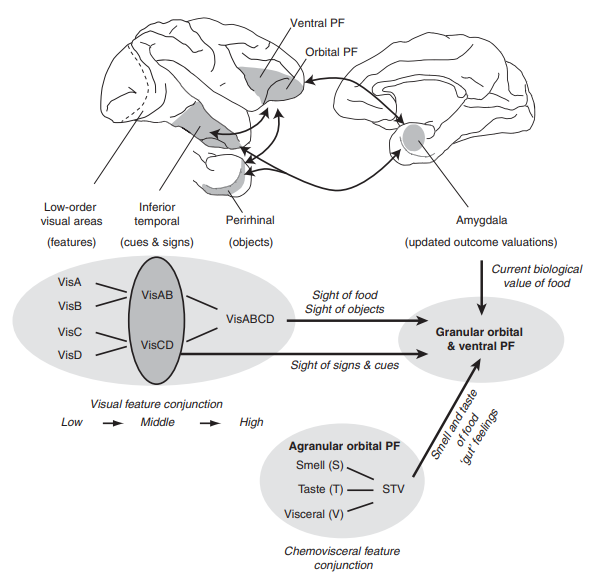 Ventral PF
Orbital PF
Low-order
visual areas
(features)
Inferior
temporal
(cues & signs)
Perirhinal
(objects)
Amygdala
(updated outcome valuations)
VisA
VisB
VisC
VisD
VisAB
VisCD
VisABCD
Sight of food
Sight of objects
Sight of signs & cues
Current biological
value of food
Granular orbital
& ventral PF
Visual feature conjunction
Low
Middle
High
Smell and taste
of food
'gut' feelings
Agranular orbital PF
Smell (S)
Taste (T)
Visceral (V)
STV
Chemovisceral feature
conjunction